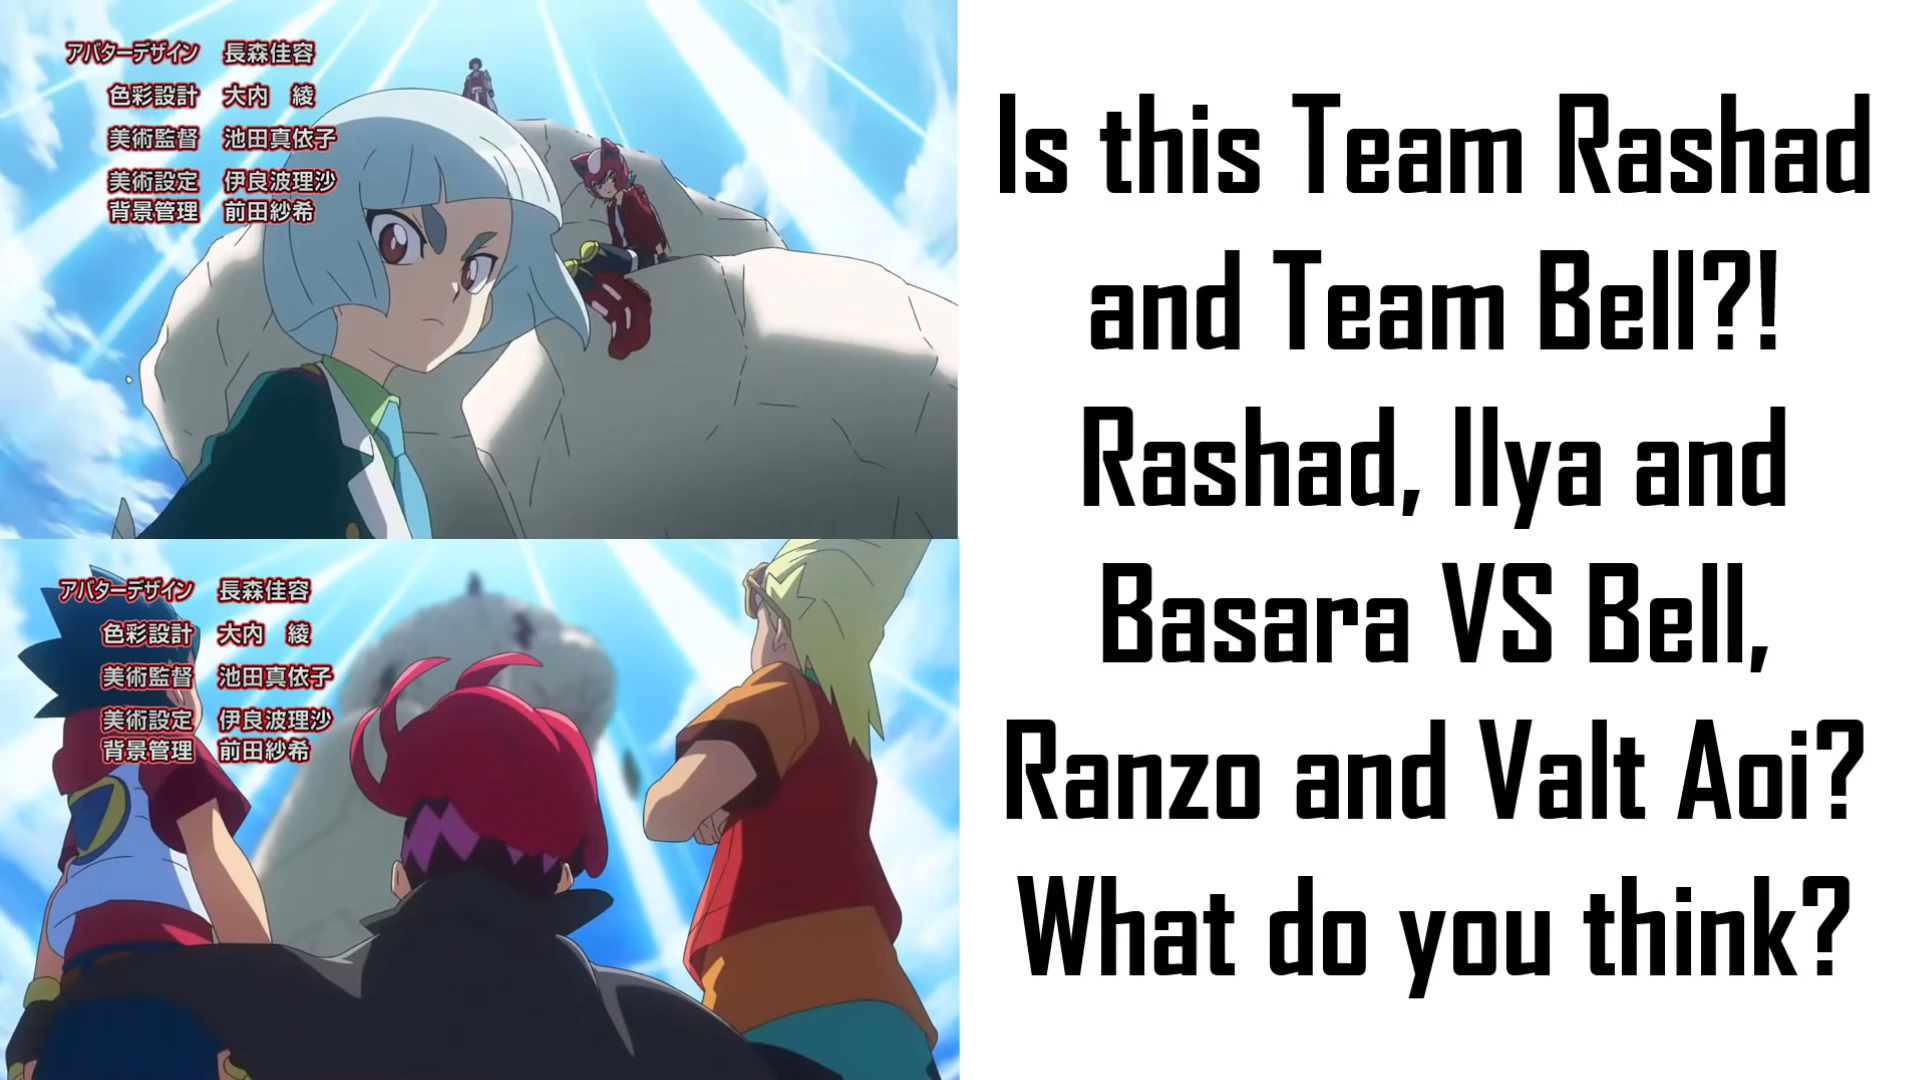 アバターデザイン 長森佳容
色彩設計 大内 綾
美術監督 池田真依子
美術設定 伊良波理沙
背景管理 前田紗希
アバターデザイン 長森佳容
色彩設計 大内 綾
美術監督 池田真依子
美術設定 伊良波理沙
背景管理 前田紗希
Is this Team Rashad
and Team Bell?!
Rashad, Ilya and
Basara VS Bell,
Ranzo and Valt Aoi?
What do you think?